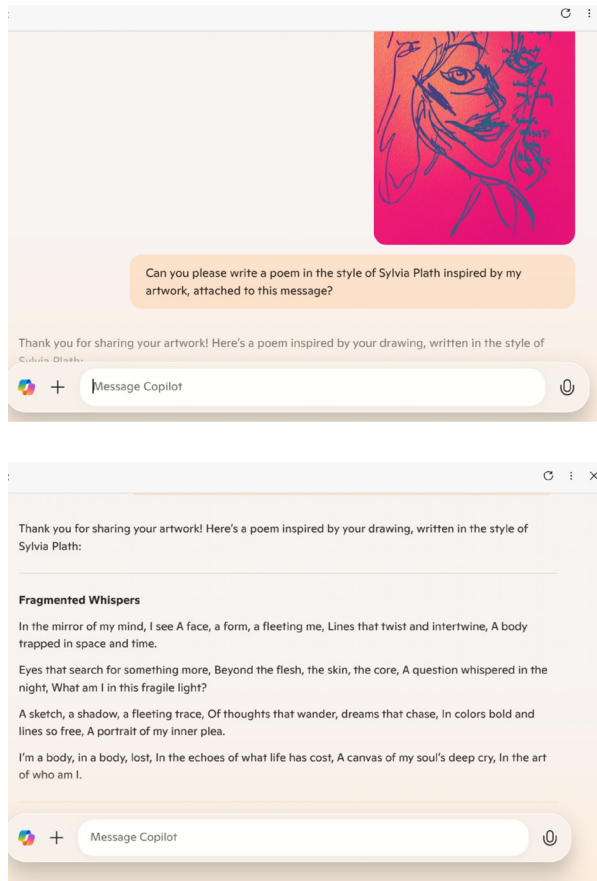 Can you please write a poem in the style of Sylvia Plath inspired by my
artwork, attached to this message?
Thank you for sharing your artwork! Here's a poem inspired by your drawing, written in the style of
Sylvia Plath:
Message Copilot
Thank you for sharing your artwork! Here's a poem inspired by your drawing, written in the style of
Sylvia Plath:
Fragmented Whispers
In the mirror of my mind, I see A face, a form, a fleeting me, Lines that twist and intertwine, A body
trapped in space and time.
Eyes that search for something more, Beyond the flesh, the skin, the core, A question whispered in the
night, What am I in this fragile light?
A sketch, a shadow, a fleeting trace, Of thoughts that wander, dreams that chase, In colors bold and
lines so free, A portrait of my inner plea.
I'm a body, in a body, lost, In the echoes of what life has cost, A canvas of my soul's deep cry, In the art
of who am I.
Message Copilot